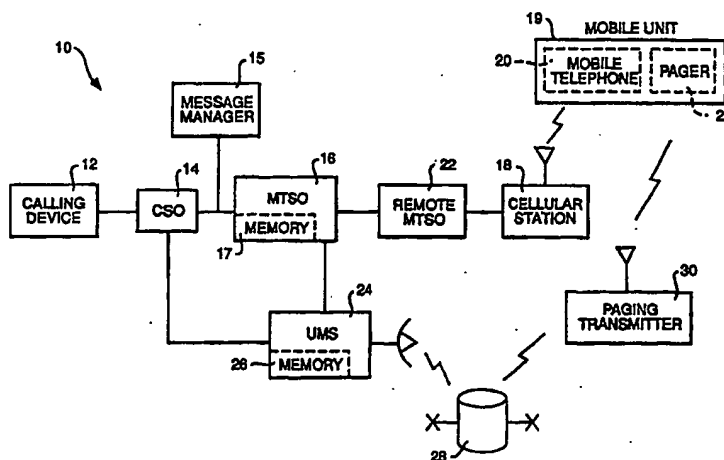 MOBILE UNIT
19
20
MOBILE
TELEPHONE
PAGER
2
10
15
MESSAGE
MANAGER
12
CALLING
DEVICE
14
CSO
16
MTSO
MEMORY
17
22
REMOTE
MTSO
18
CELLULAR
STATION
24
UMS
26
MEMORY
28
30
PAGING
TRANSMITTER